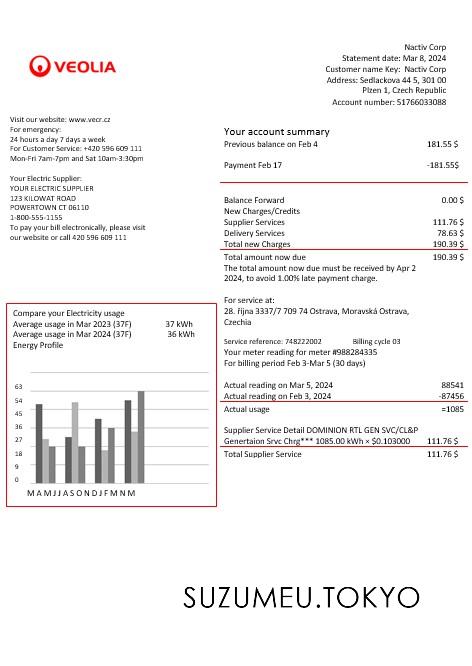 Nactiv Corp
Statement date: Mar 8, 2024
Customer name Key: Nactiv Corp
Address: Sedlackova 44 5, 301 00
Plzen 1, Czech Republic
Account number: 51766033088
VEOLIA
Visit our website: www.vecr.cz
For emergency:
24 hours a day 7 days a week
For Customer Service: +420 596 609 111
Mon-Fri 7am-7pm and Sat 10am-3:30pm
Your Electric Supplier:
YOUR ELECTRIC SUPPLIER
123 KILOWAT ROAD
POWERTOWN CT 06110
1-800-555-1155
To pay your bill electronically, please visit
our website or call 420 596 609 111
Your account summary
Previous balance on Feb 4 181.55 $
Payment Feb 17 -181.55$
Balance Forward 0.00 $
New Charges/Credits
Supplier Services 111.76 $
Delivery Services 78.63 $
Total new Charges 190.39 $
Total amount now due 190.39 $
The total amount now due must be received by Apr 2
2024, to avoid 1.00% late payment charge.
For service at:
28. října 3337/7 709 74 Ostrava, Moravská Ostrava,
Czechia
Service reference: 748222002 Billing cycle 03
Your meter reading for meter #988284335
For billing period Feb 3-Mar 5 (30 days)
Actual reading on Mar 5, 2024 88541
Actual reading on Feb 3, 2024 -87456
Actual usage =1085
Supplier Service Detail DOMINION RTL GEN SVC/CL&P
Genertaion Srvc Chrg*** 1085.00 kWh × $0.103000 111.76 $
Total Supplier Service 111.76 $
Compare your Electricity usage
Average usage in Mar 2023 (37F) 37 kWh
Average usage in Mar 2024 (37F) 36 kWh
Energy Profile
63
54
45
36
27
18
9
0
M A M J J A S O N D J F M N M
SUZUMEU.TOKYO